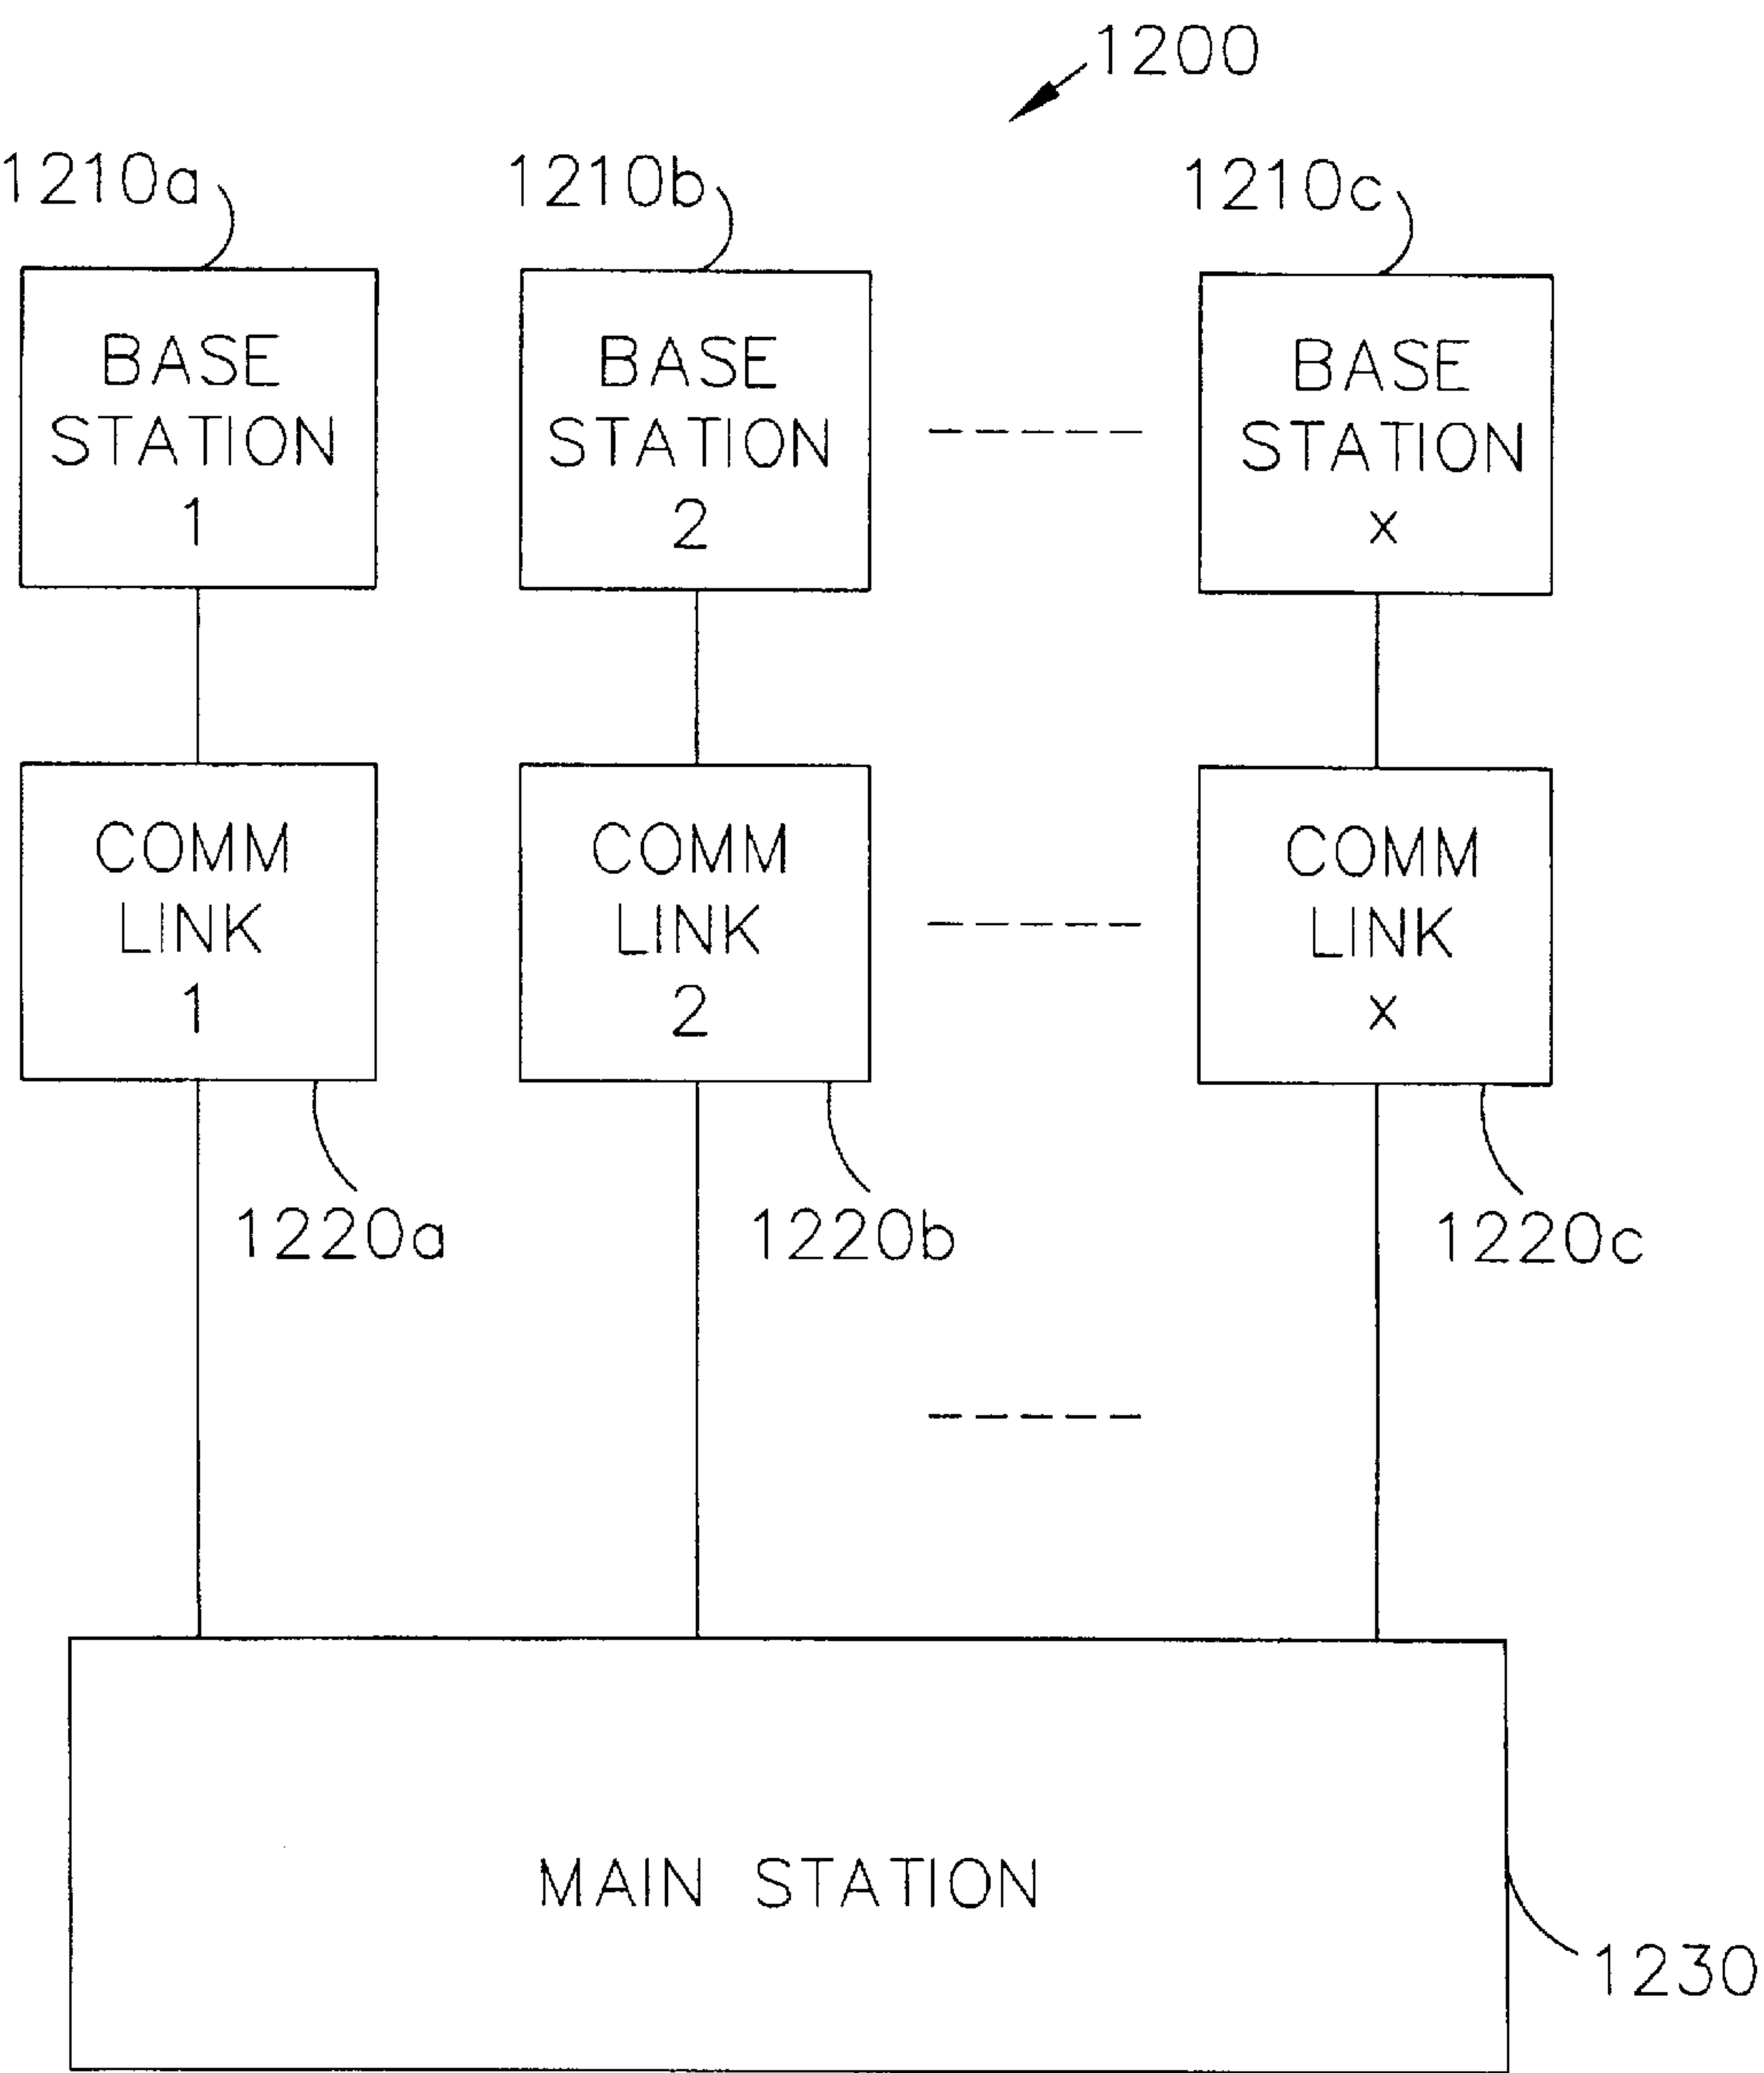 1200
1210a
1210b
1210c
BASE
STATION
1
BASE
STATION
2
BASE
STATION
x
COMM
LINK
1
COMM
LINK
2
COMM
LINK
x
1220a
1220b
1220c
MAIN STATION
1230